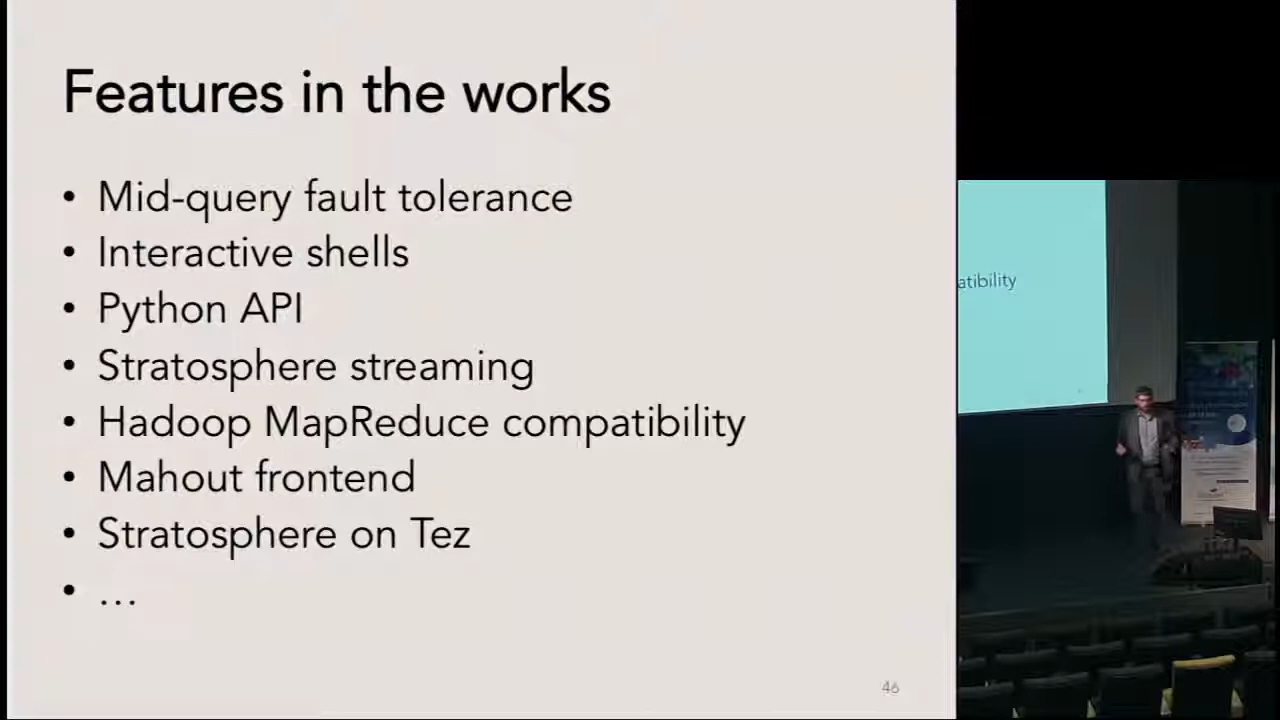 Features in the works
• Mid-query fault tolerance
• Interactive shells
• Python API
• Stratosphere streaming
• Hadoop MapReduce compatibility
• Mahout frontend
• Stratosphere on Tez
• …
46
atibility